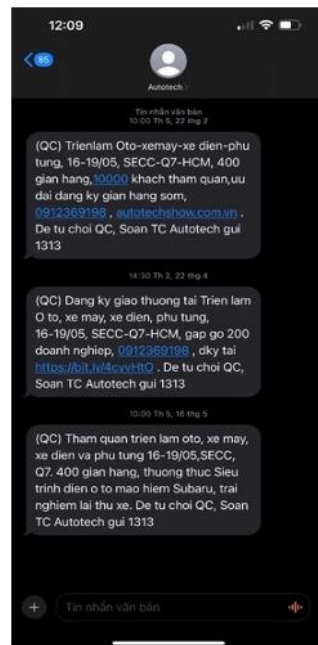 12:09
85
Autotech
Tin nhắn văn bản
10:00 Th 5, 22 thg 2
(QC) Trienlam Oto-xemay-xe dien-phu
tung, 16-19/05, SECC-Q7-HCM, 400
gian hang,10000 khach tham quan,uu
dai dang ky gian hang som,
0912369198 , autotechshow.com.vn .
De tu choi QC, Soan TC Autotech gui
1313
14:30 Th 2, 22 thg 4
(QC) Dang ky giao thuong tai Trien lam
O to, xe may, xe dien, phu tung,
16-19/05, SECC-Q7-HCM, gap go 200
doanh nghiep, 0912369198 , dky tai
https://bit.ly/4cyvHtO . De tu choi QC,
Soan TC Autotech gui 1313
10:00 Th 5, 16 thg 5
(QC) Tham quan trien lam oto, xe may,
xe dien va phu tung 16-19/05,SECC,
Q7. 400 gian hang, thuong thuc Sieu
trinh dien o to mao hiem Subaru, trai
nghiem lai thu xe. De tu choi QC, Soan
TC Autotech gui 1313
Tin nhắn văn bản